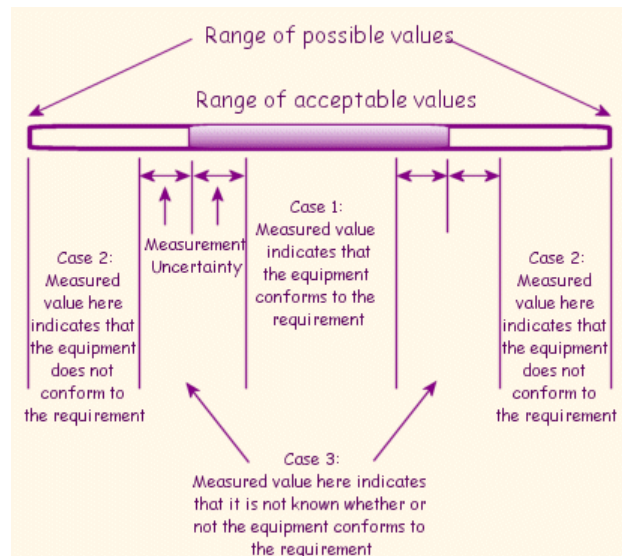 Range of possible values
Range of acceptable values
Case 2:
Measured
value here
indicates that
the equipment
does not
conform to
the requirement
Measurement
Uncertainty
Case 1:
Measured value
indicates that
the equipment
conforms to the
requirement
Case 2:
Measured
value here
indicates that
the equipment
does not
conform to
the requirement
Case 3:
Measured value here indicates
that it is not known whether or
not the equipment conforms to
the requirement